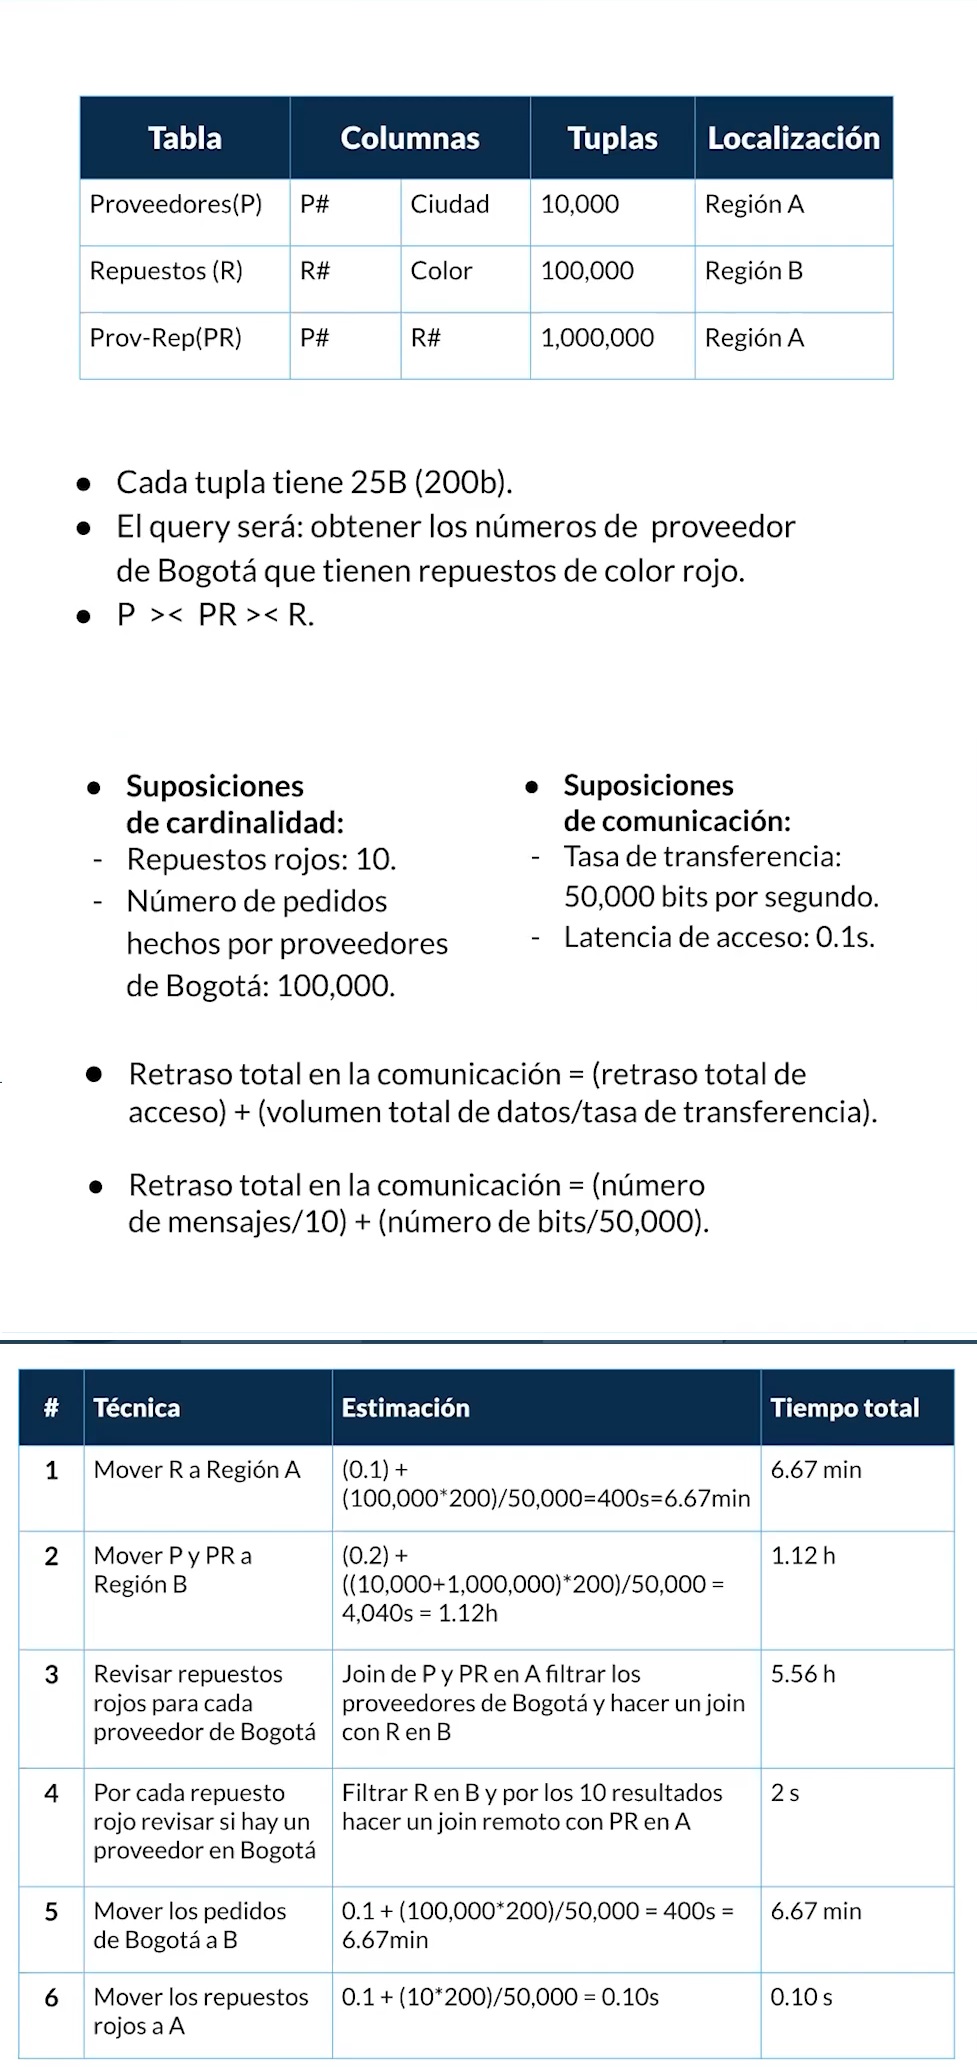 Tabla Columnas Tuplas Localización
Proveedores(P) P# Ciudad 10,000 Región A
Repuestos (R) R# Color 100,000 Región B
Prov-Rep(PR) P# R# 1,000,000 Región A
● Cada tupla tiene 25B (200b).
● El query será: obtener los números de proveedor
de Bogotá que tienen repuestos de color rojo.
● P >< PR >< R.
● Suposiciones
de cardinalidad:
- Repuestos rojos: 10.
- Número de pedidos
hechos por proveedores
de Bogotá: 100,000.
● Suposiciones
de comunicación:
- Tasa de transferencia:
50,000 bits por segundo.
- Latencia de acceso: 0.1s.
● Retraso total en la comunicación = (retraso total de
acceso) + (volumen total de datos/tasa de transferencia).
● Retraso total en la comunicación = (número
de mensajes/10) + (número de bits/50,000).
# Técnica Estimación Tiempo total
1 Mover R a Región A (0.1) + 6.67 min
(100,000*200)/50,000=400s=6.67min
2 Mover P y PR a (0.2) + 1.12 h
Región B ((10,000+1,000,000)*200)/50,000 =
4,040s = 1.12h
3 Revisar repuestos Join de P y PR en A filtrar los 5.56 h
rojos para cada proveedores de Bogotá y hacer un join
proveedor de Bogotá con R en B
4 Por cada repuesto Filtrar R en B y por los 10 resultados 2 s
rojo revisar si hay un hacer un join remoto con PR en A
proveedor en Bogotá
5 Mover los pedidos 0.1 + (100,000*200)/50,000 = 400s = 6.67 min
de Bogotá a B 6.67min
6 Mover los repuestos 0.1 + (10*200)/50,000 = 0.10s 0.10 s
rojos a A